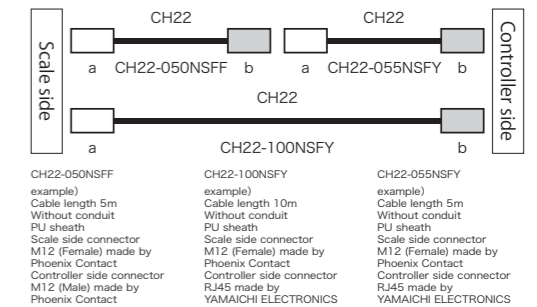 CH22
CH22
Scale side
Controller side
a
CH22-050NSFF
b
a
CH22-055NSFY
b
CH22
a
CH22-100NSFY
b
CH22-050NSFF
example)
Cable length 5m
Without conduit
PU sheath
Scale side connector
M12 (Female) made by
Phoenix Contact
Controller side connector
M12 (Male) made by
Phoenix Contact
CH22-100NSFY
example)
Cable length 10m
Without conduit
PU sheath
Scale side connector
M12 (Female) made by
Phoenix Contact
Controller side connector
RJ45 made by
YAMAICHI ELECTRONICS
CH22-055NSFY
example)
Cable length 5m
Without conduit
PU sheath
Scale side connector
M12 (Female) made by
Phoenix Contact
Controller side connector
RJ45 made by
YAMAICHI ELECTRONICS